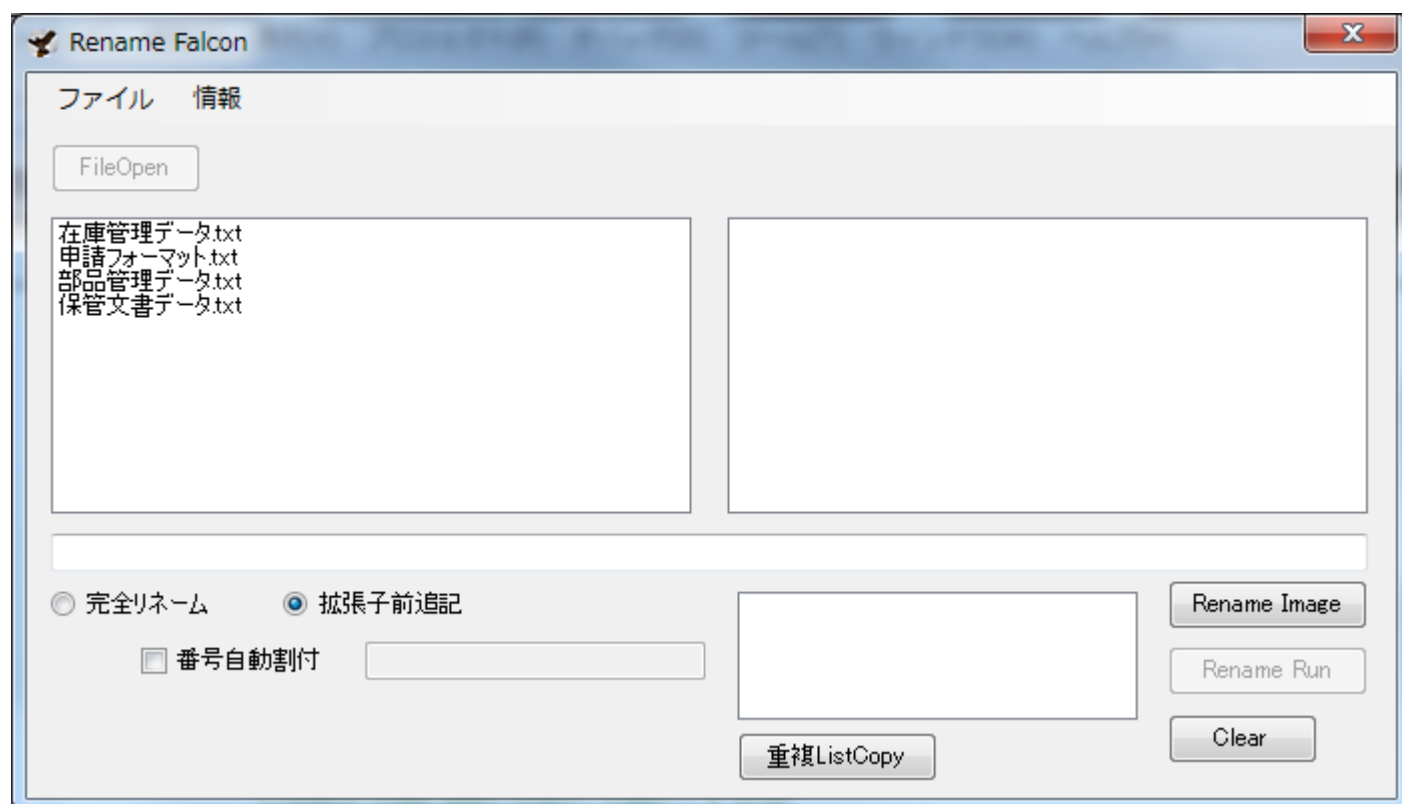 Rename Falcon
ファイル 情報
FileOpen
在庫管理データ.txt
申請フォーマット.txt
部品管理データ.txt
保管文書データ.txt
完全リネーム 拡張子前追記
Rename Image
番号自動割付
Rename Run
重複ListCopy
Clear